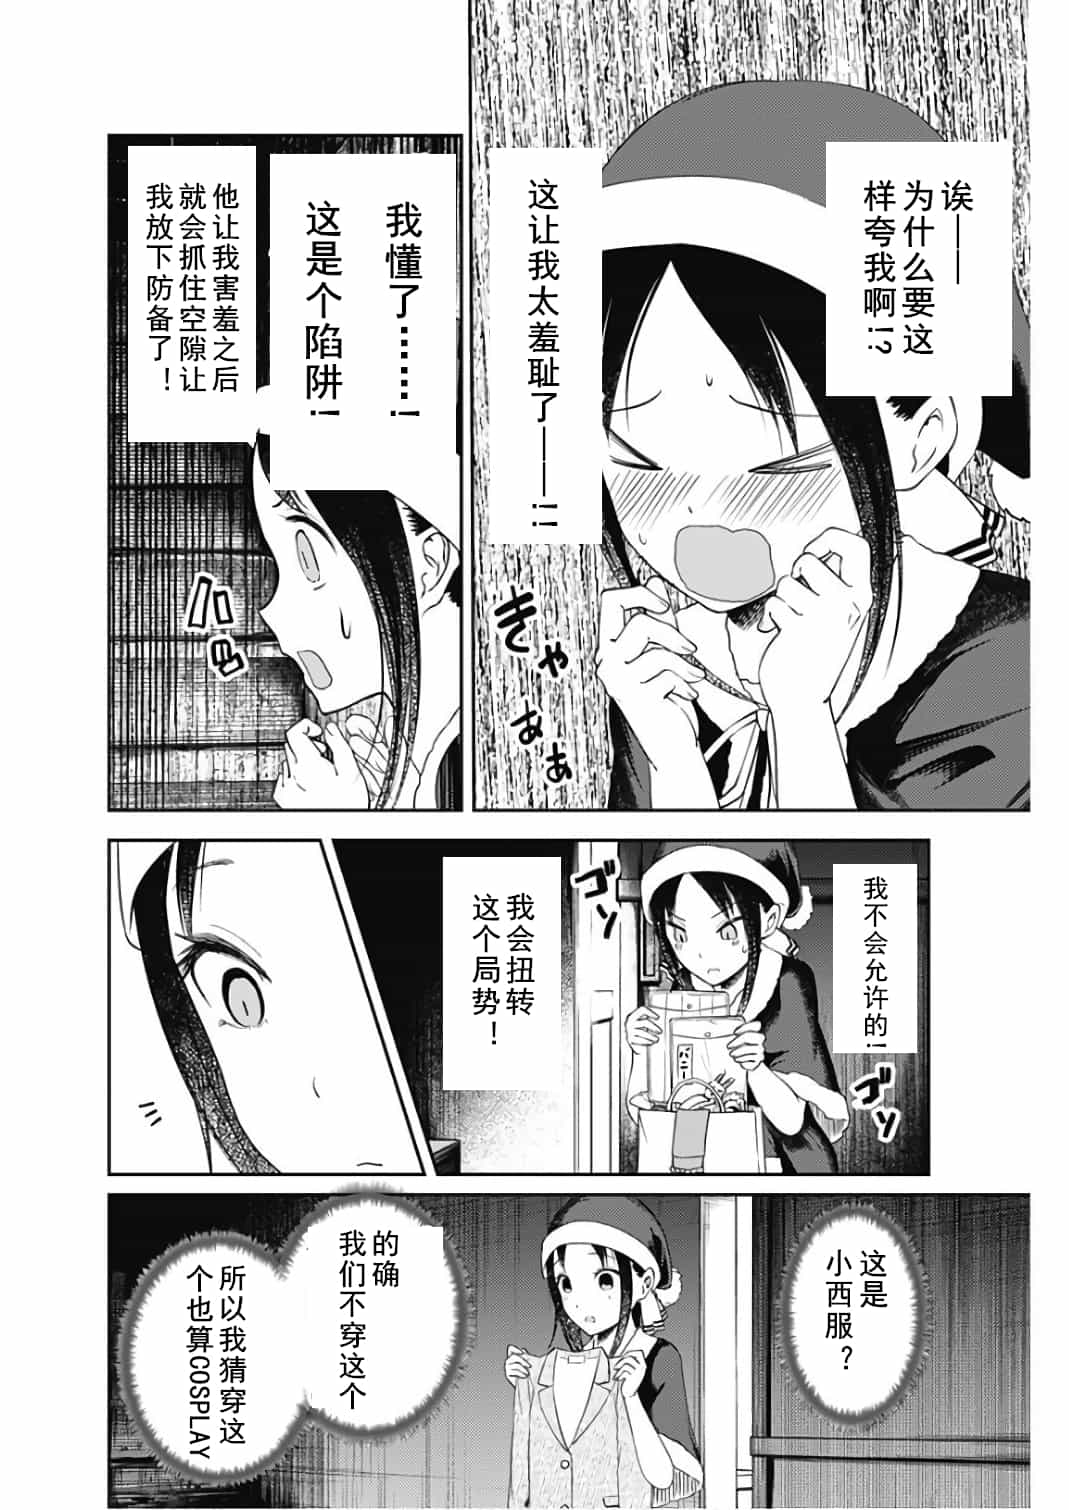 诶——
为什么要这
样夸我啊!?
这让我太羞耻了——!!
きゃ
あぁ
我懂了……!
这是个陷阱!
他让我害羞之后
就会抓住空隙让
我放下防备了!
我不会允许的!
ゴソ
バニー
ゴソ
我会扭转
这个局势!
这是
小西服?
的确
我们不穿这个
所以我猜穿这
个也算COSPLAY